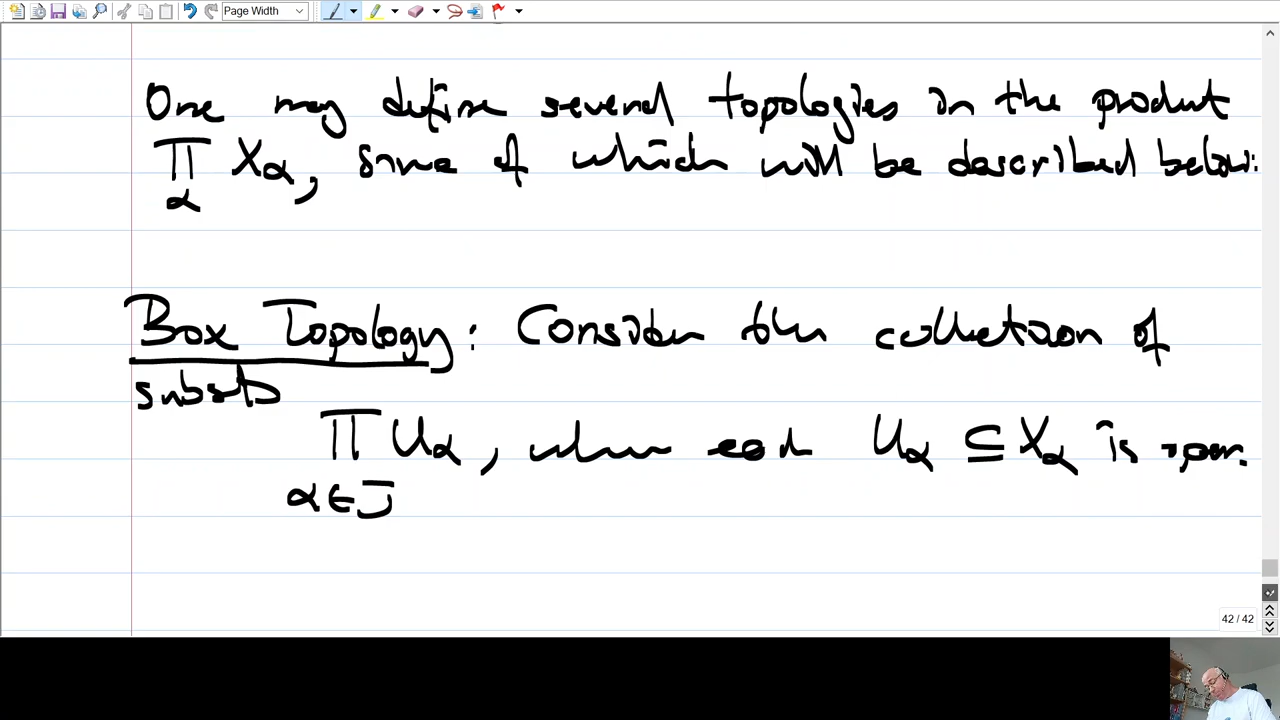 Page Width
One may define several topologies in the product
∏ Xα, some of which will be described below:
α
Box Topology: Consider the collection of
subsets
∏ Uα, where each Uα ⊆ Xα is open.
α∈J
42 / 42